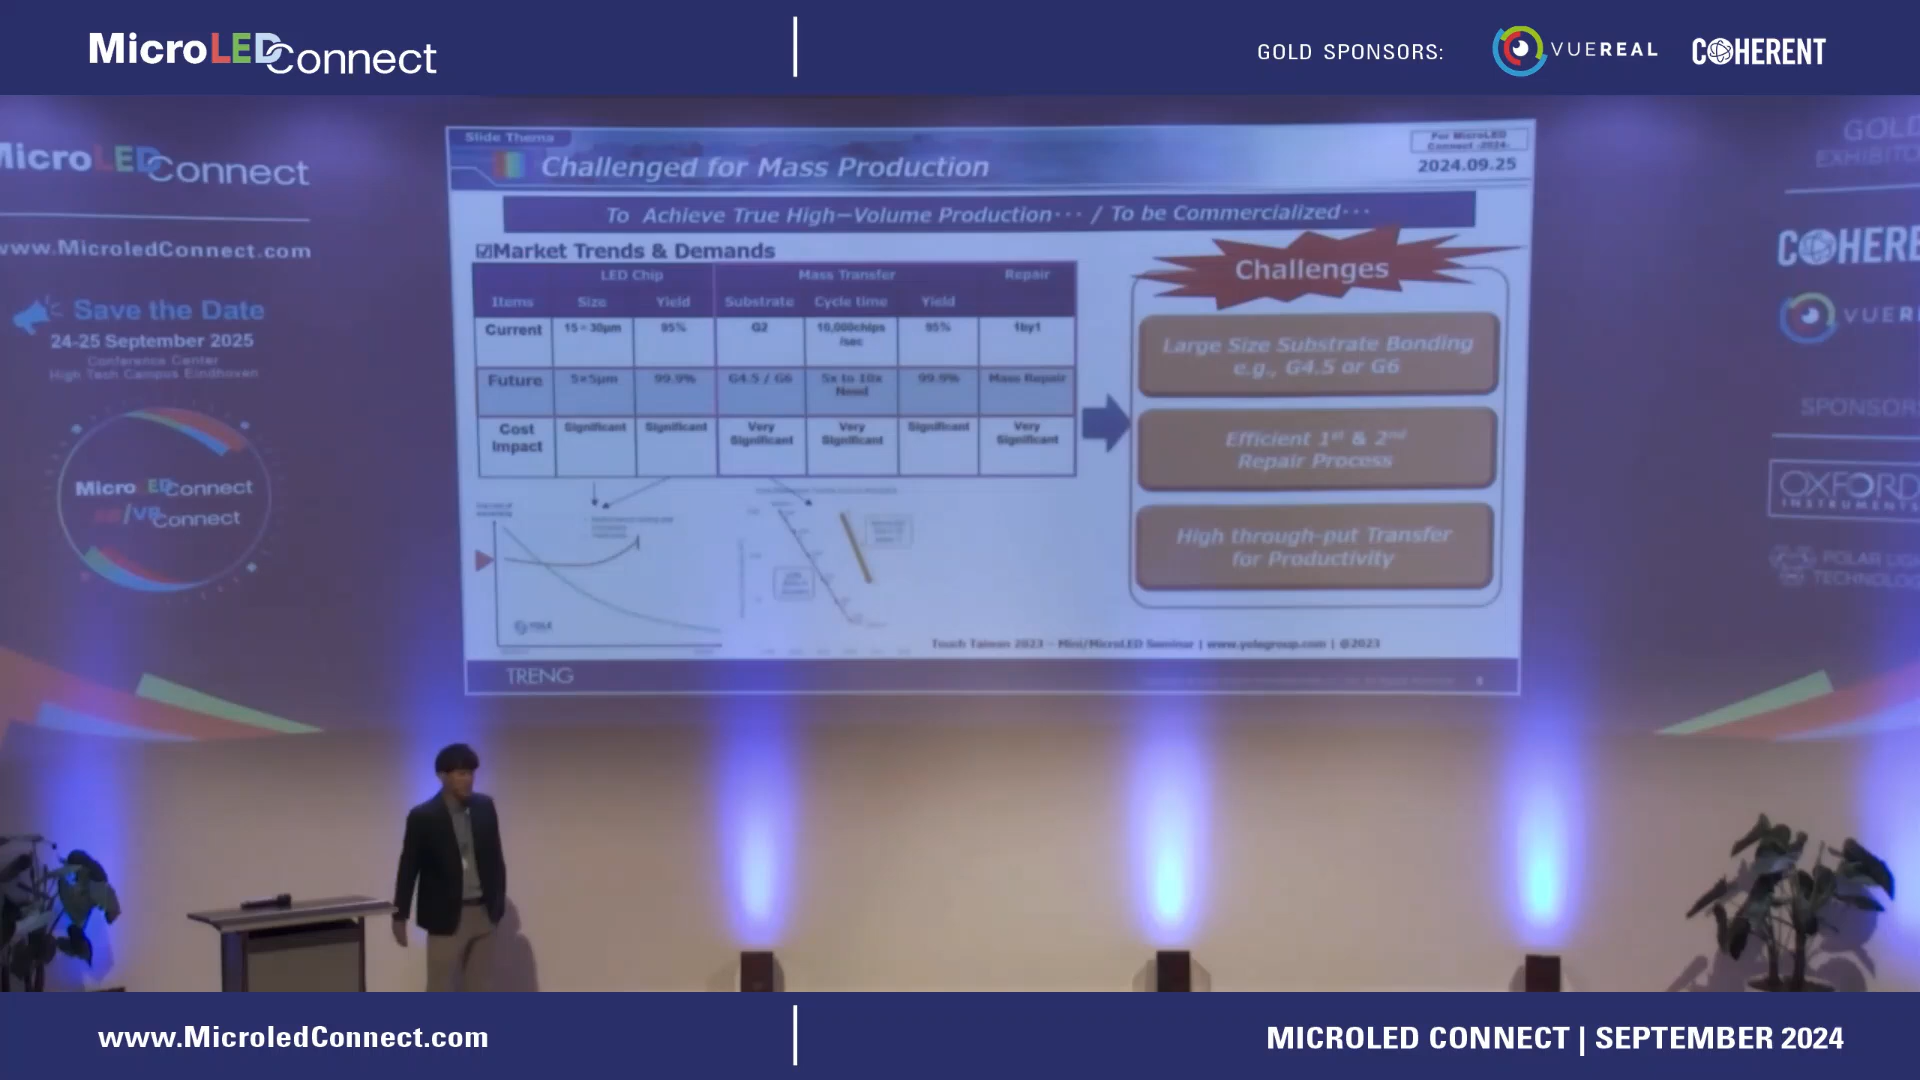 MicroLED Connect
GOLD SPONSORS:
VUEREAL
COHERENT
MicroLED Connect
www.MicroledConnect.com
Save the Date
24-25 September 2025
Conference Center
High Tech Campus Eindhoven
MicroLED Connect
AR/VR Connect
Slide Thema
Challenged for Mass Production
For MicroLED
Connect -2024-
2024.09.25
To Achieve True High-Volume Production··· / To be Commercialized···
☑Market Trends & Demands
LED Chip Mass Transfer Repair
Items Size Yield Substrate Cycle time Yield
Current 15~30μm 95% G2 10,000chips /sec 95% 1by1
Future 5×5μm 99.9% G4.5 / G6 5x to 10x Need 99.9% Mass Repair
Cost Impact Significant Significant Very Significant Very Significant Significant Very Significant
Challenges
Large Size Substrate Bonding
e.g., G4.5 or G6
Efficient 1st & 2nd
Repair Process
High through-put Transfer
for Productivity
YOLE
Touch Taiwan 2023 – Mini/MicroLED Seminar | www.yolegroup.com | @2023
TRENG
GOLD
EXHIBITO
COHERE
VUERE
SPONSOR
OXFORD
INSTRUMENTS
POLAR LIG
TECHNOLOG
www.MicroledConnect.com
MICROLED CONNECT | SEPTEMBER 2024